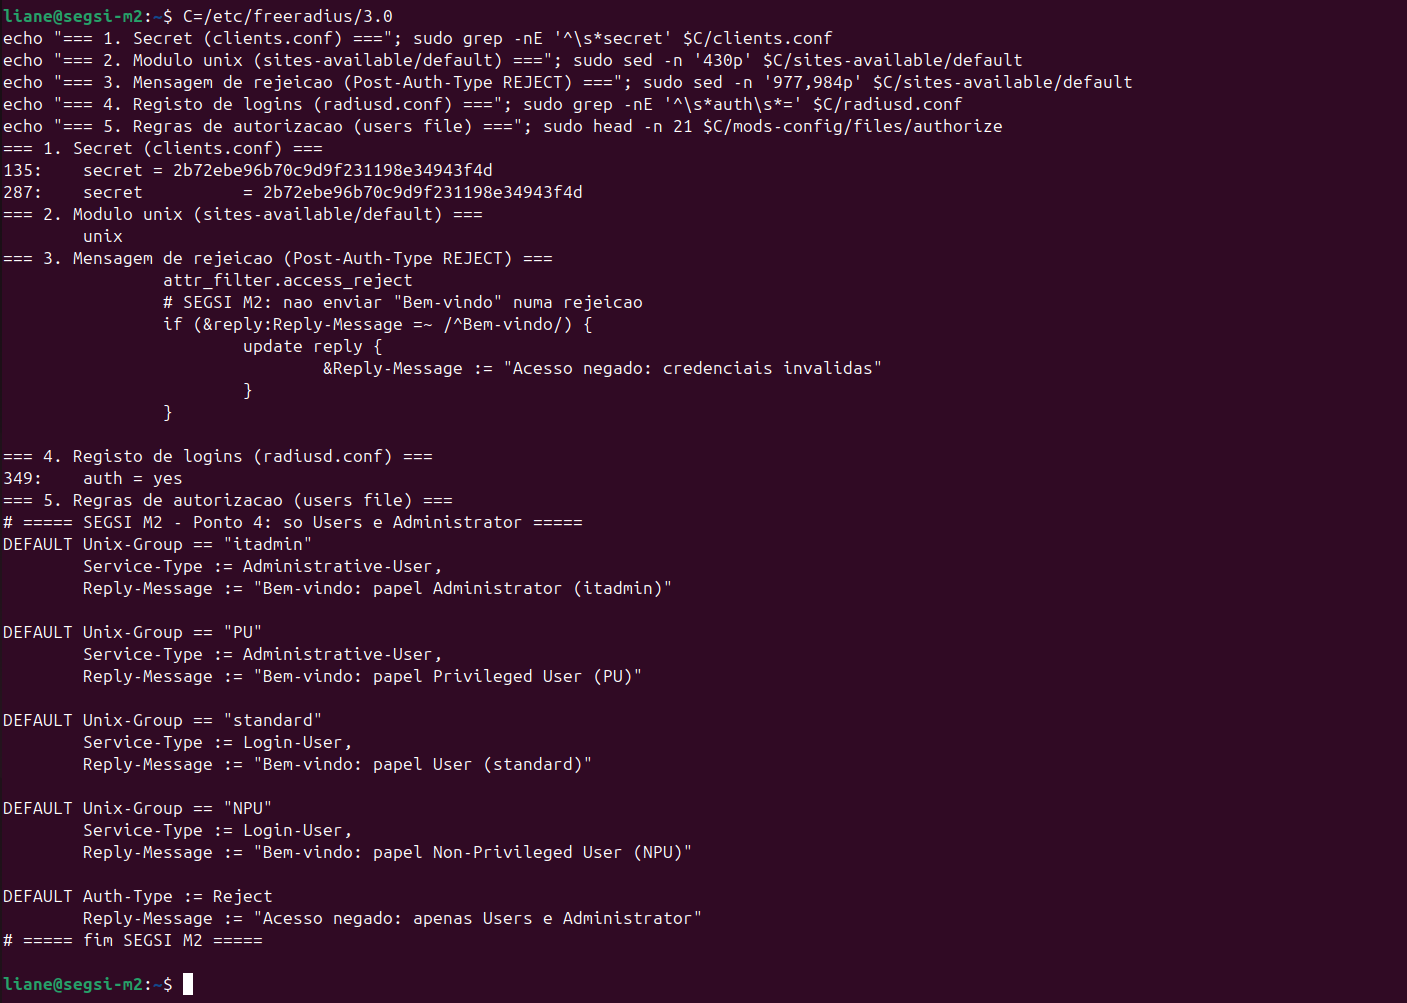 liane@segsi-m2:~$ C=/etc/freeradius/3.0
echo "=== 1. Secret (clients.conf) ==="; sudo grep -nE '^\s*secret' $C/clients.conf
echo "=== 2. Modulo unix (sites-available/default) ==="; sudo sed -n '430p' $C/sites-available/default
echo "=== 3. Mensagem de rejeicao (Post-Auth-Type REJECT) ==="; sudo sed -n '977,984p' $C/sites-available/default
echo "=== 4. Registo de logins (radiusd.conf) ==="; sudo grep -nE '^\s*auth\s*=' $C/radiusd.conf
echo "=== 5. Regras de autorizacao (users file) ==="; sudo head -n 21 $C/mods-config/files/authorize
=== 1. Secret (clients.conf) ===
135:    secret = 2b72ebe96b70c9d9f231198e34943f4d
287:    secret          = 2b72ebe96b70c9d9f231198e34943f4d
=== 2. Modulo unix (sites-available/default) ===
        unix
=== 3. Mensagem de rejeicao (Post-Auth-Type REJECT) ===
                attr_filter.access_reject
                # SEGSI M2: nao enviar "Bem-vindo" numa rejeicao
                if (&reply:Reply-Message =~ /^Bem-vindo/) {
                        update reply {
                                &Reply-Message := "Acesso negado: credenciais invalidas"
                        }
                }
=== 4. Registo de logins (radiusd.conf) ===
349:    auth = yes
=== 5. Regras de autorizacao (users file) ===
# ===== SEGSI M2 - Ponto 4: so Users e Administrator =====
DEFAULT Unix-Group == "itadmin"
        Service-Type := Administrative-User,
        Reply-Message := "Bem-vindo: papel Administrator (itadmin)"
DEFAULT Unix-Group == "PU"
        Service-Type := Administrative-User,
        Reply-Message := "Bem-vindo: papel Privileged User (PU)"
DEFAULT Unix-Group == "standard"
        Service-Type := Login-User,
        Reply-Message := "Bem-vindo: papel User (standard)"
DEFAULT Unix-Group == "NPU"
        Service-Type := Login-User,
        Reply-Message := "Bem-vindo: papel Non-Privileged User (NPU)"
DEFAULT Auth-Type := Reject
        Reply-Message := "Acesso negado: apenas Users e Administrator"
# ===== fim SEGSI M2 =====
liane@segsi-m2:~$